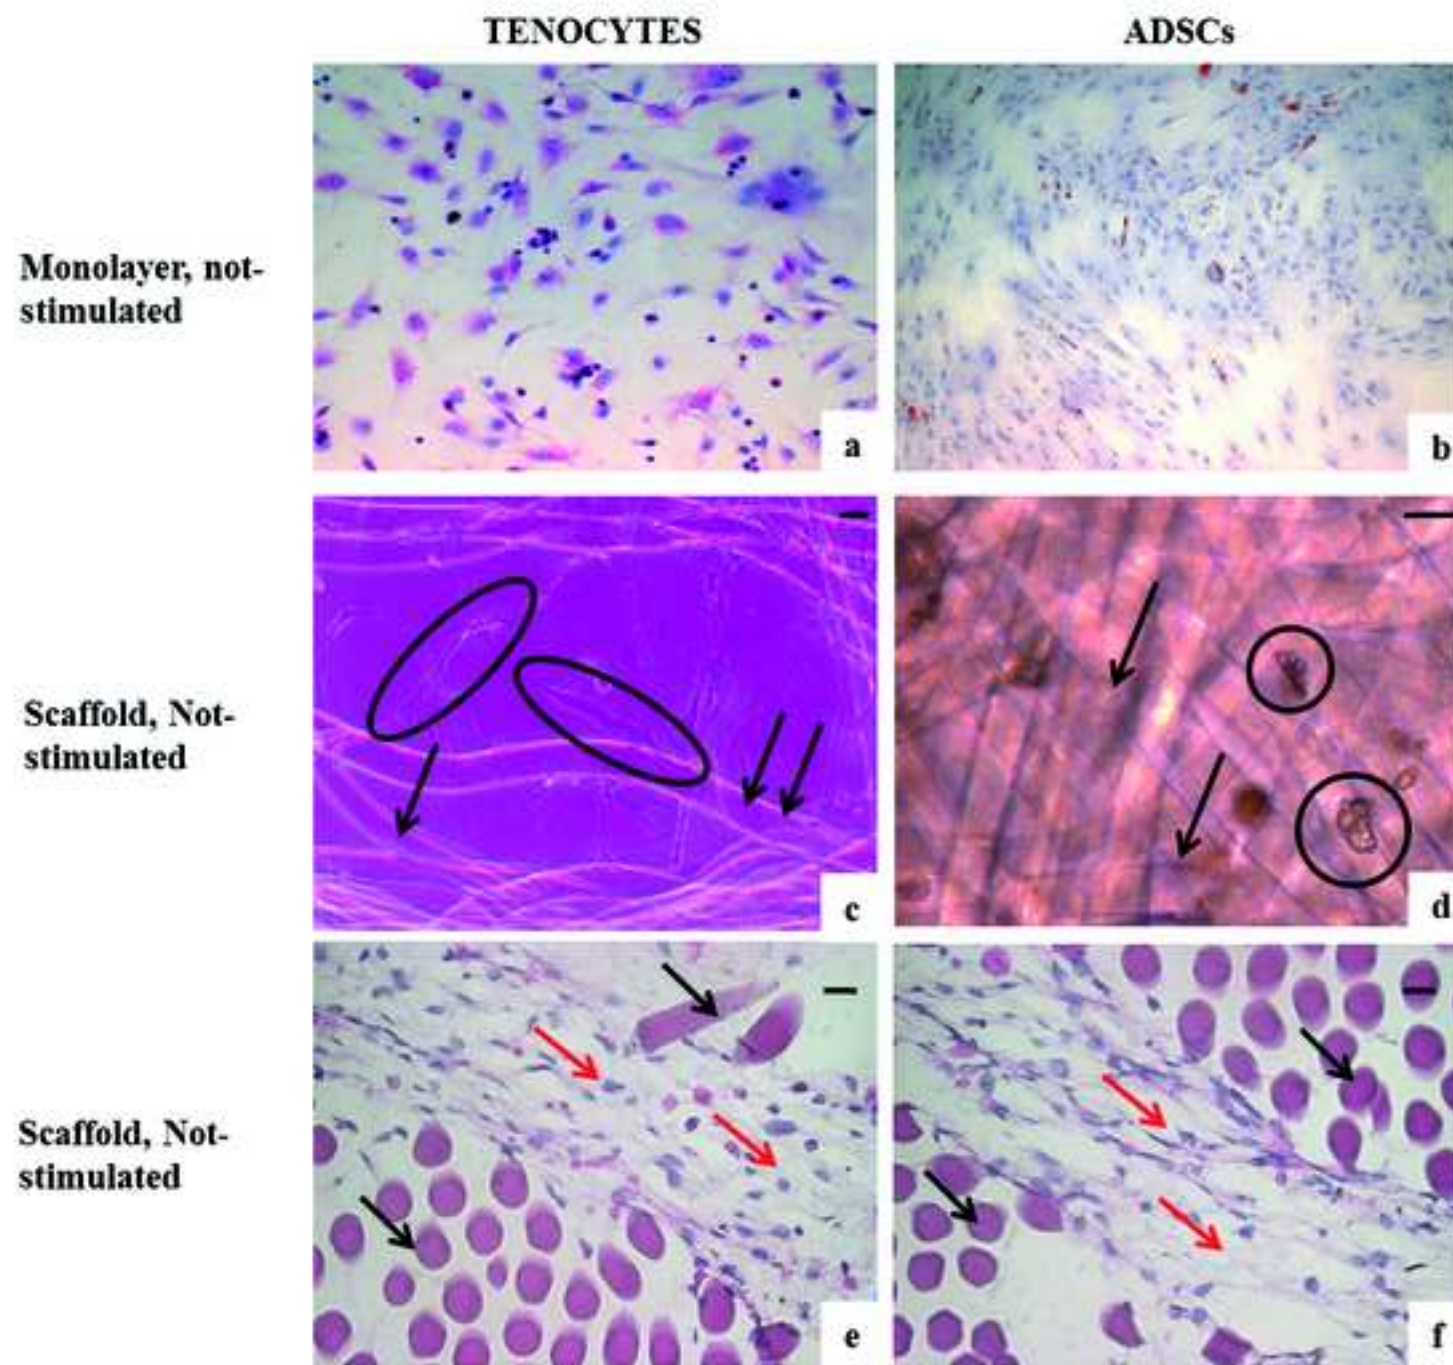 TENOCYTES
ADSCs
Monolayer, not-
stimulated
a
b
Scaffold, Not-
stimulated
c
d
Scaffold, Not-
stimulated
e
f